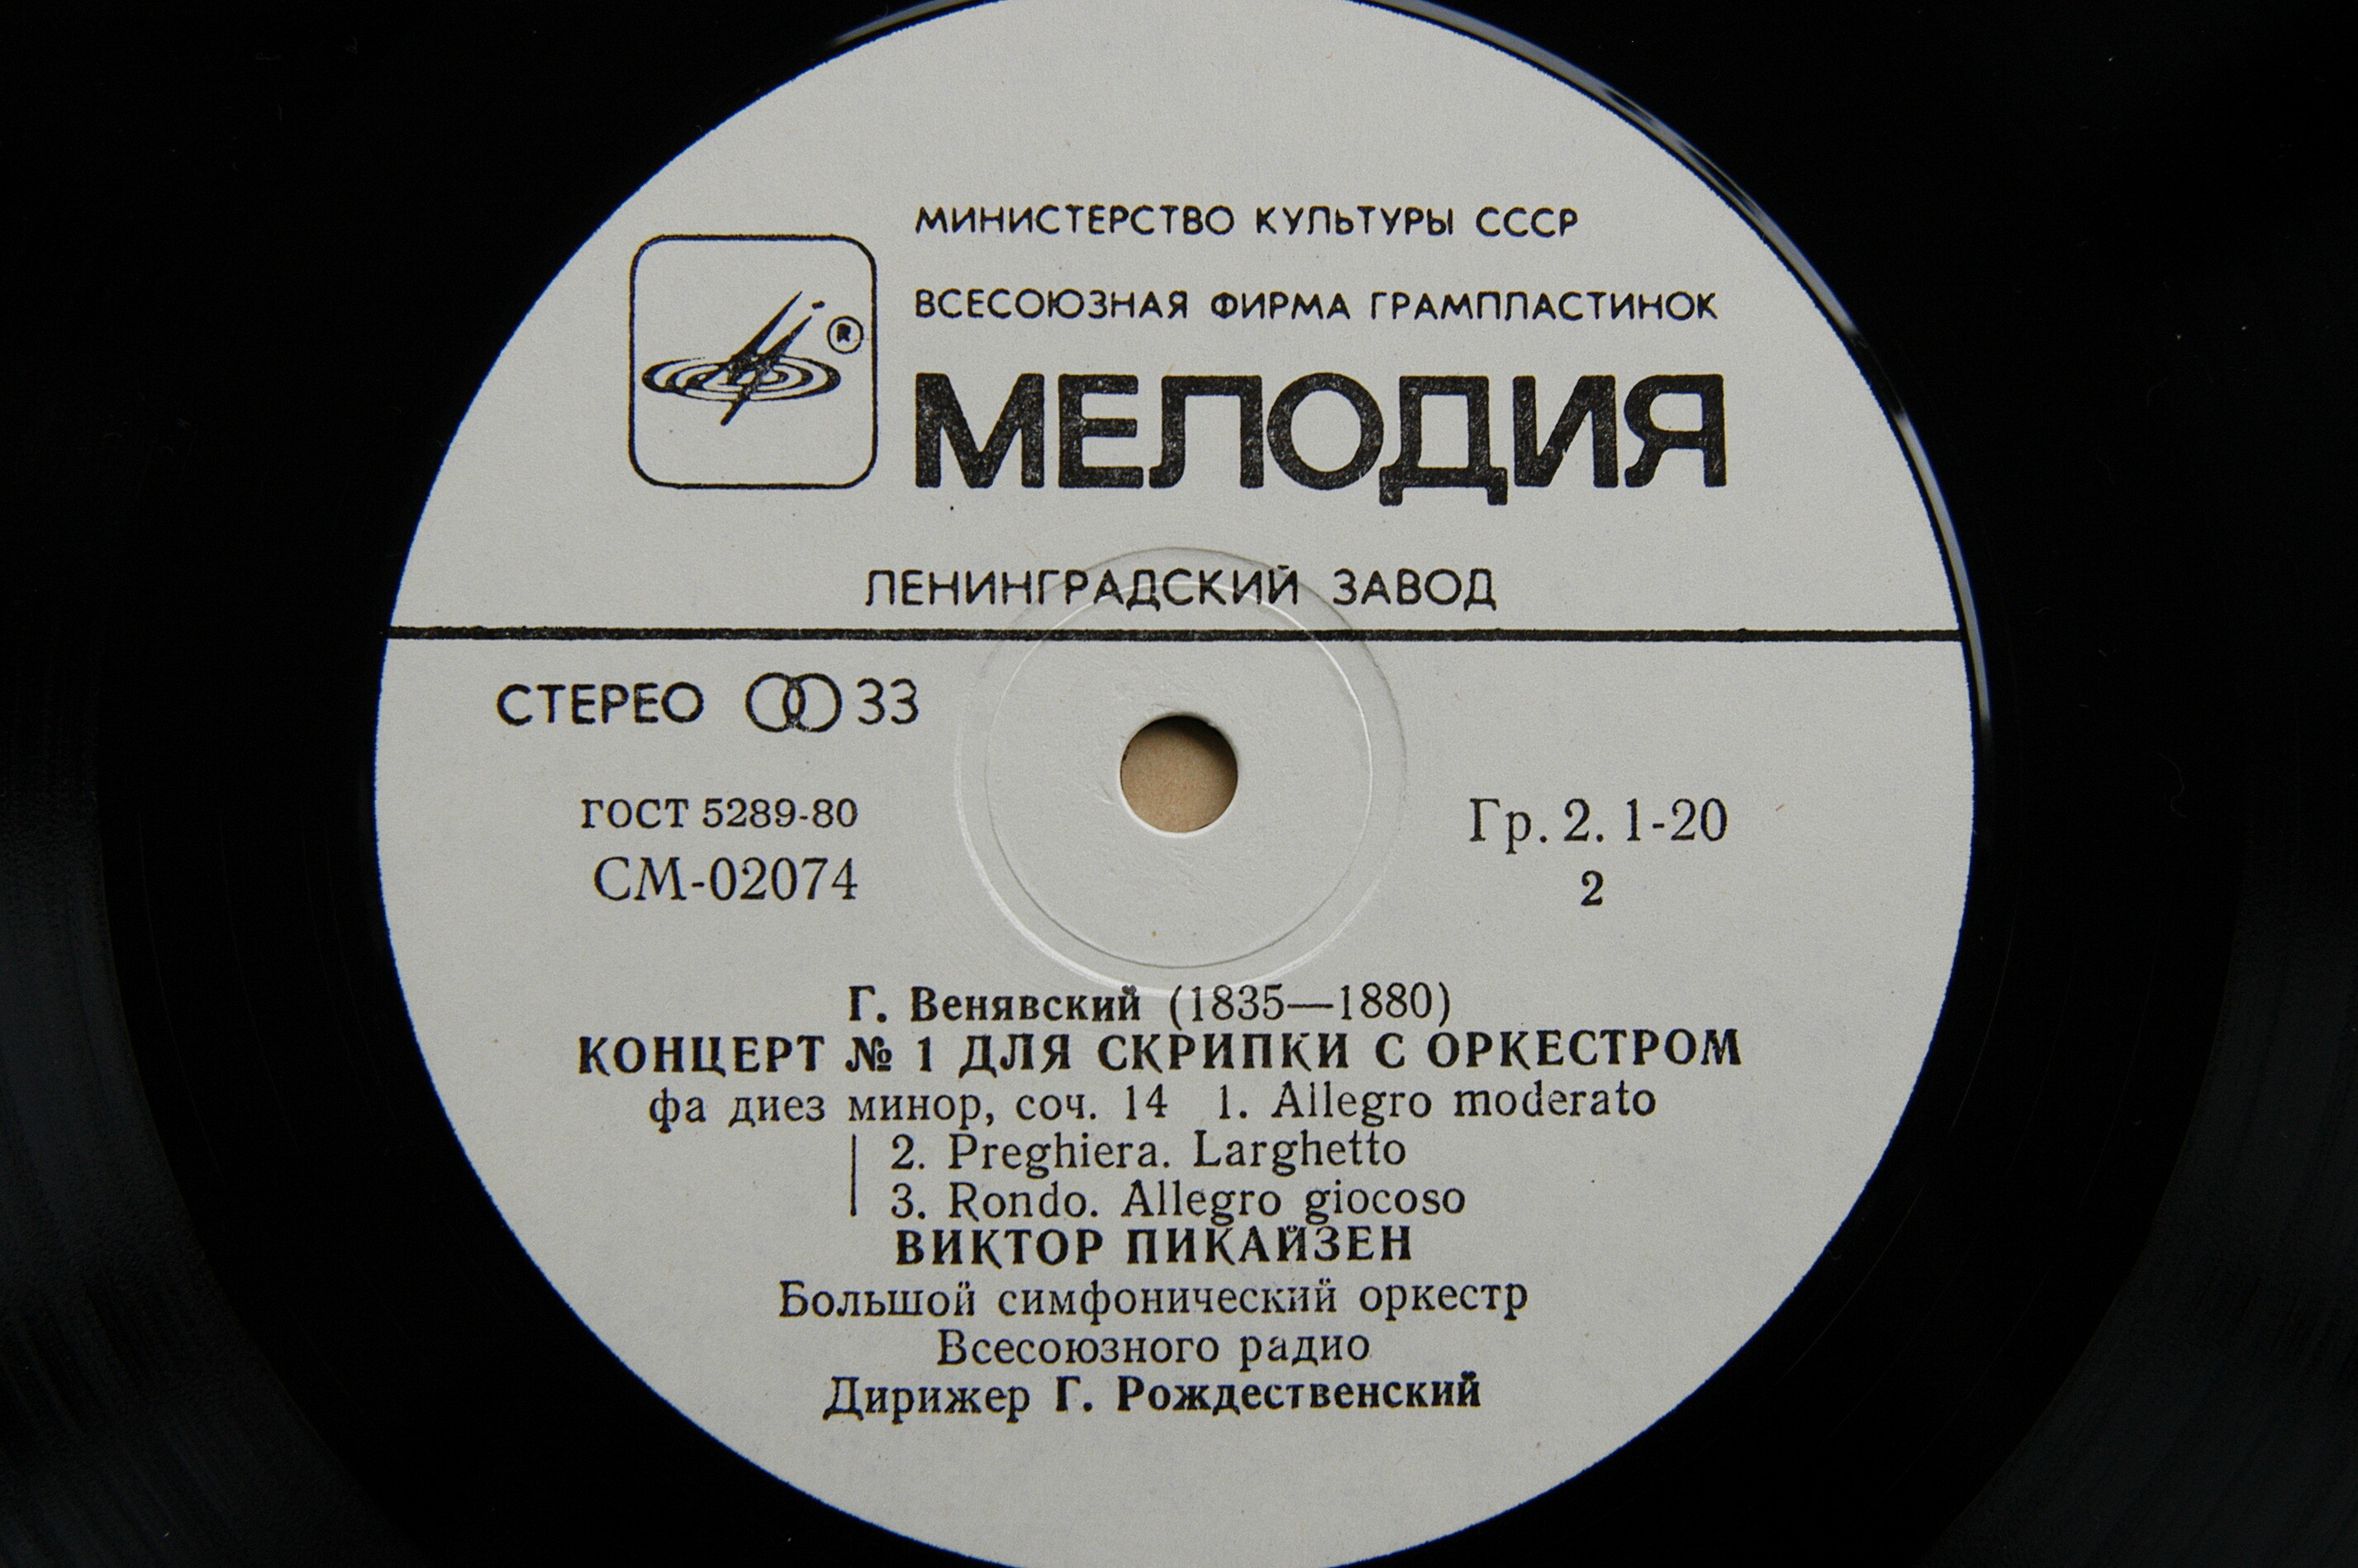 МИНИСТЕРСТВО КУЛЬТУРЫ СССР
ВСЕСОЮЗНАЯ ФИРМА ГРАМПЛАСТИНОК
®
МЕЛОДИЯ
ЛЕНИНГРАДСКИЙ ЗАВОД
СТЕРЕО 33
ГОСТ 5289-80
СМ-02074
Гр. 2. 1-20
2
Г. Венявский (1835—1880)
КОНЦЕРТ № 1 ДЛЯ СКРИПКИ С ОРКЕСТРОМ
фа диез минор, соч. 14 1. Allegro moderato
2. Preghiera. Larghetto
3. Rondo. Allegro giocoso
ВИКТОР ПИКАЙЗЕН
Большой симфонический оркестр
Всесоюзного радио
Дирижер Г. Рождественский